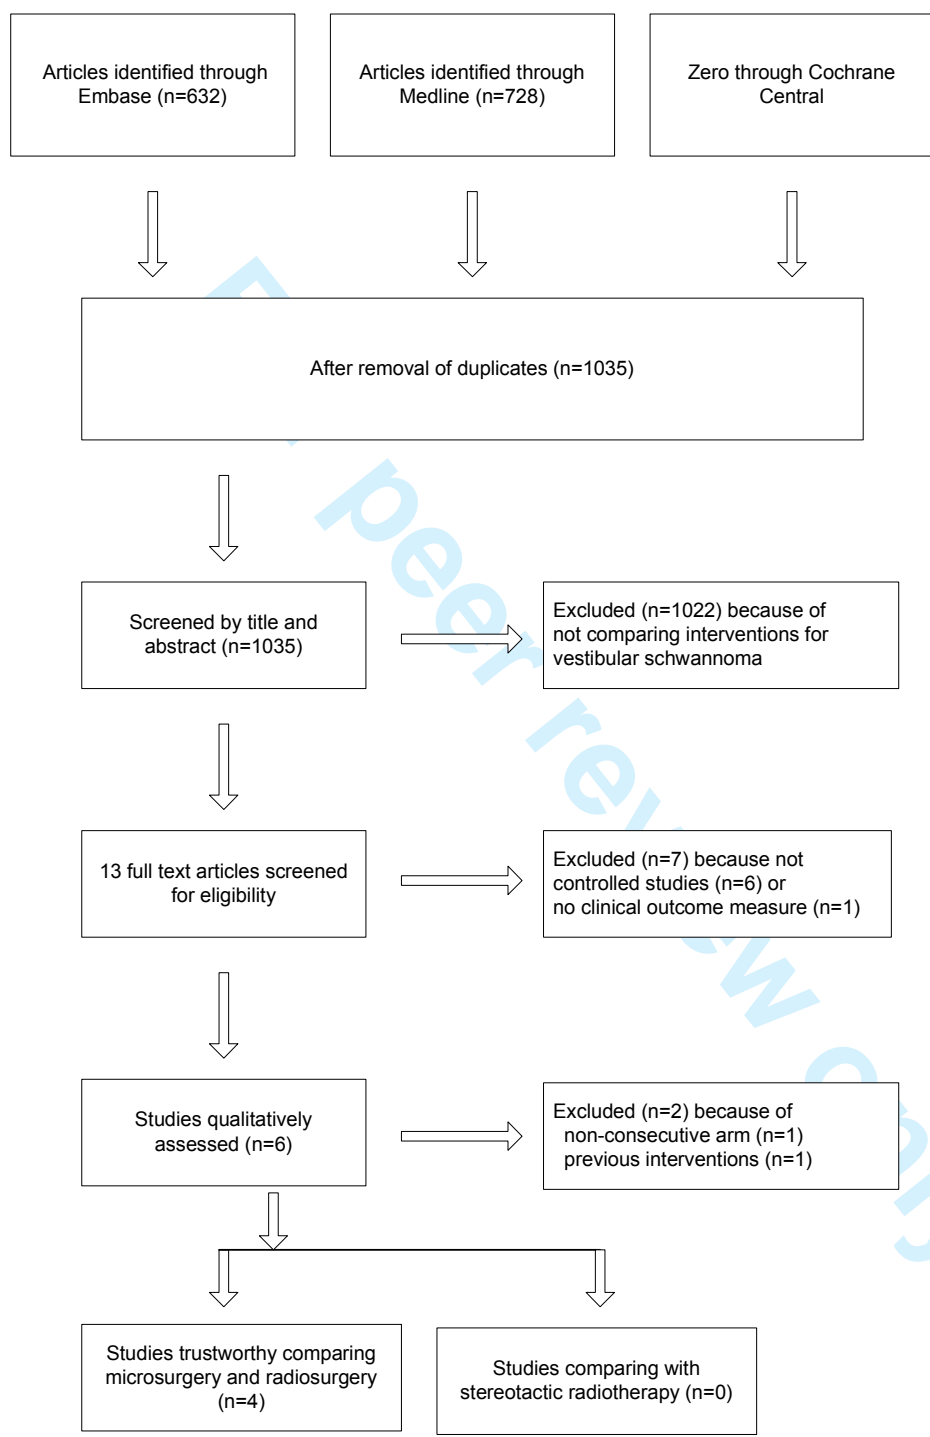 Articles identified through
Embase (n=632)
Articles identified through
Medline (n=728)
Zero through Cochrane
Central
After removal of duplicates (n=1035)
Screened by title and
abstract (n=1035)
Excluded (n=1022) because of
not comparing interventions for
vestibular schwannoma
13 full text articles screened
for eligibility
Excluded (n=7) because not
controlled studies (n=6) or
no clinical outcome measure (n=1)
Studies qualitatively
assessed (n=6)
Excluded (n=2) because of
non-consecutive arm (n=1)
previous interventions (n=1)
Studies trustworthy comparing
microsurgery and radiosurgery
(n=4)
Studies comparing with
stereotactic radiotherapy (n=0)
peer review only